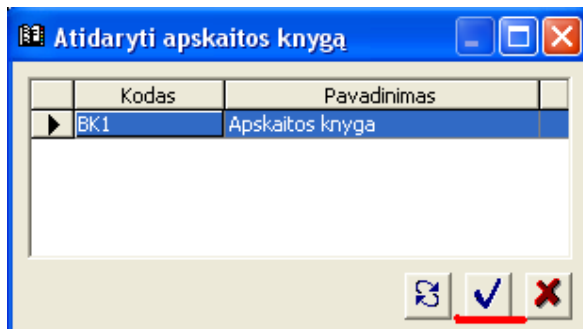 Atidaryti apskaitos knygą
Kodas Pavadinimas
BK1 Apskaitos knyga